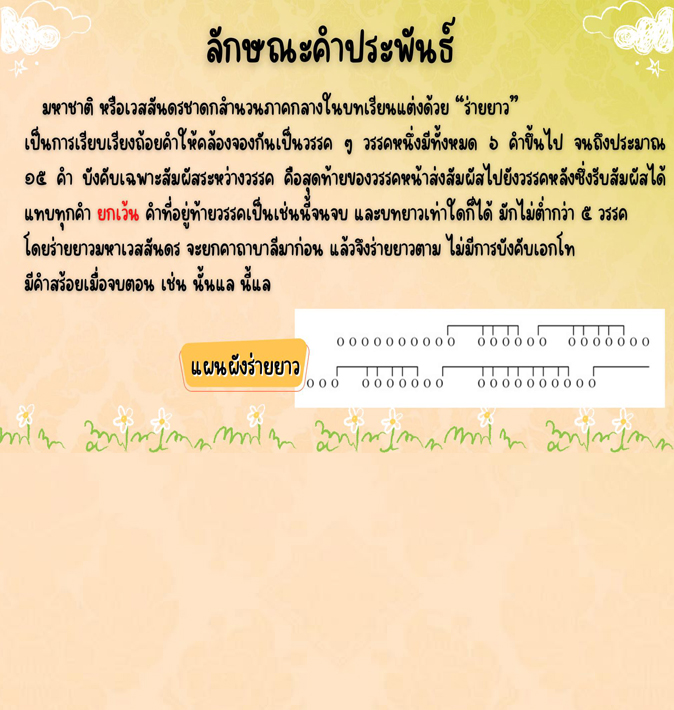 ลักษณะคำประพันธ์
มหาชาติ หรือเวสสันดรชาดกสำนวนภาคกลางในบทเรียนแต่งด้วย “ร่ายยาว”
เป็นการเรียบเรียงถ้อยคำให้คล้องจองกันเป็นวรรค ๆ วรรคหนึ่งมีทั้งหมด ๖ คำขึ้นไป จนถึงประมาณ
๑๕ คำ บังคับเฉพาะสัมผัสระหว่างวรรค คือสุดท้ายของวรรคหน้าส่งสัมผัสไปยังวรรคหลังซึ่งรับสัมผัสได้
แทบทุกคำ ยกเว้น คำที่อยู่ท้ายวรรคเป็นเช่นนี้จนจบ และบทยาวเท่าใดก็ได้ มักไม่ต่ำกว่า ๕ วรรค
โดยร่ายยาวมหาเวสสันดร จะยกคาถาบาลีมาก่อน แล้วจึงร่ายยาวตาม ไม่มีการบังคับเอกโท
มีคำสร้อยเมื่อจบตอน เช่น นั้นแล นี้แล
o o o o o o o o o o o o o o o o o o o o o o o
แผนผังร่ายยาว
o o o o o o o o o o o o o o o o o o o o